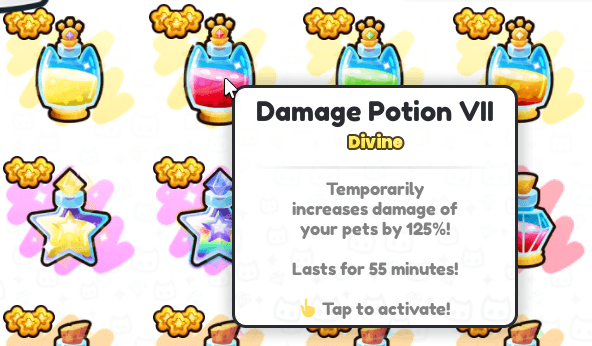 Damage Potion VII
Divine
Temporarily
increases damage of
your pets by 125%!
Lasts for 55 minutes!
Tap to activate!